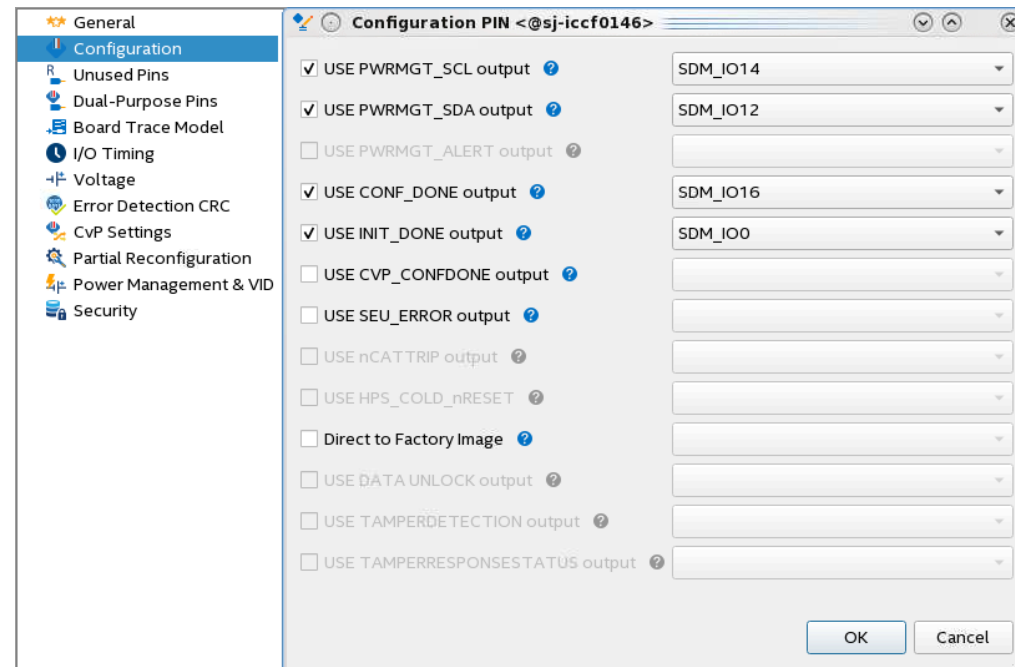 General
Configuration
Unused Pins
Dual-Purpose Pins
Board Trace Model
I/O Timing
Voltage
Error Detection CRC
CvP Settings
Partial Reconfiguration
Power Management & VID
Security
Configuration PIN <@sj-iccf0146>
USE PWRMGT_SCL output SDM_IO14
USE PWRMGT_SDA output SDM_IO12
USE PWRMGT_ALERT output
USE CONF_DONE output SDM_IO16
USE INIT_DONE output SDM_IO0
USE CVP_CONFDONE output
USE SEU_ERROR output
USE nCATTRIP output
USE HPS_COLD_nRESET
Direct to Factory Image
USE DATA UNLOCK output
USE TAMPERDETECTION output
USE TAMPERRESPONSESTATUS output
OK Cancel